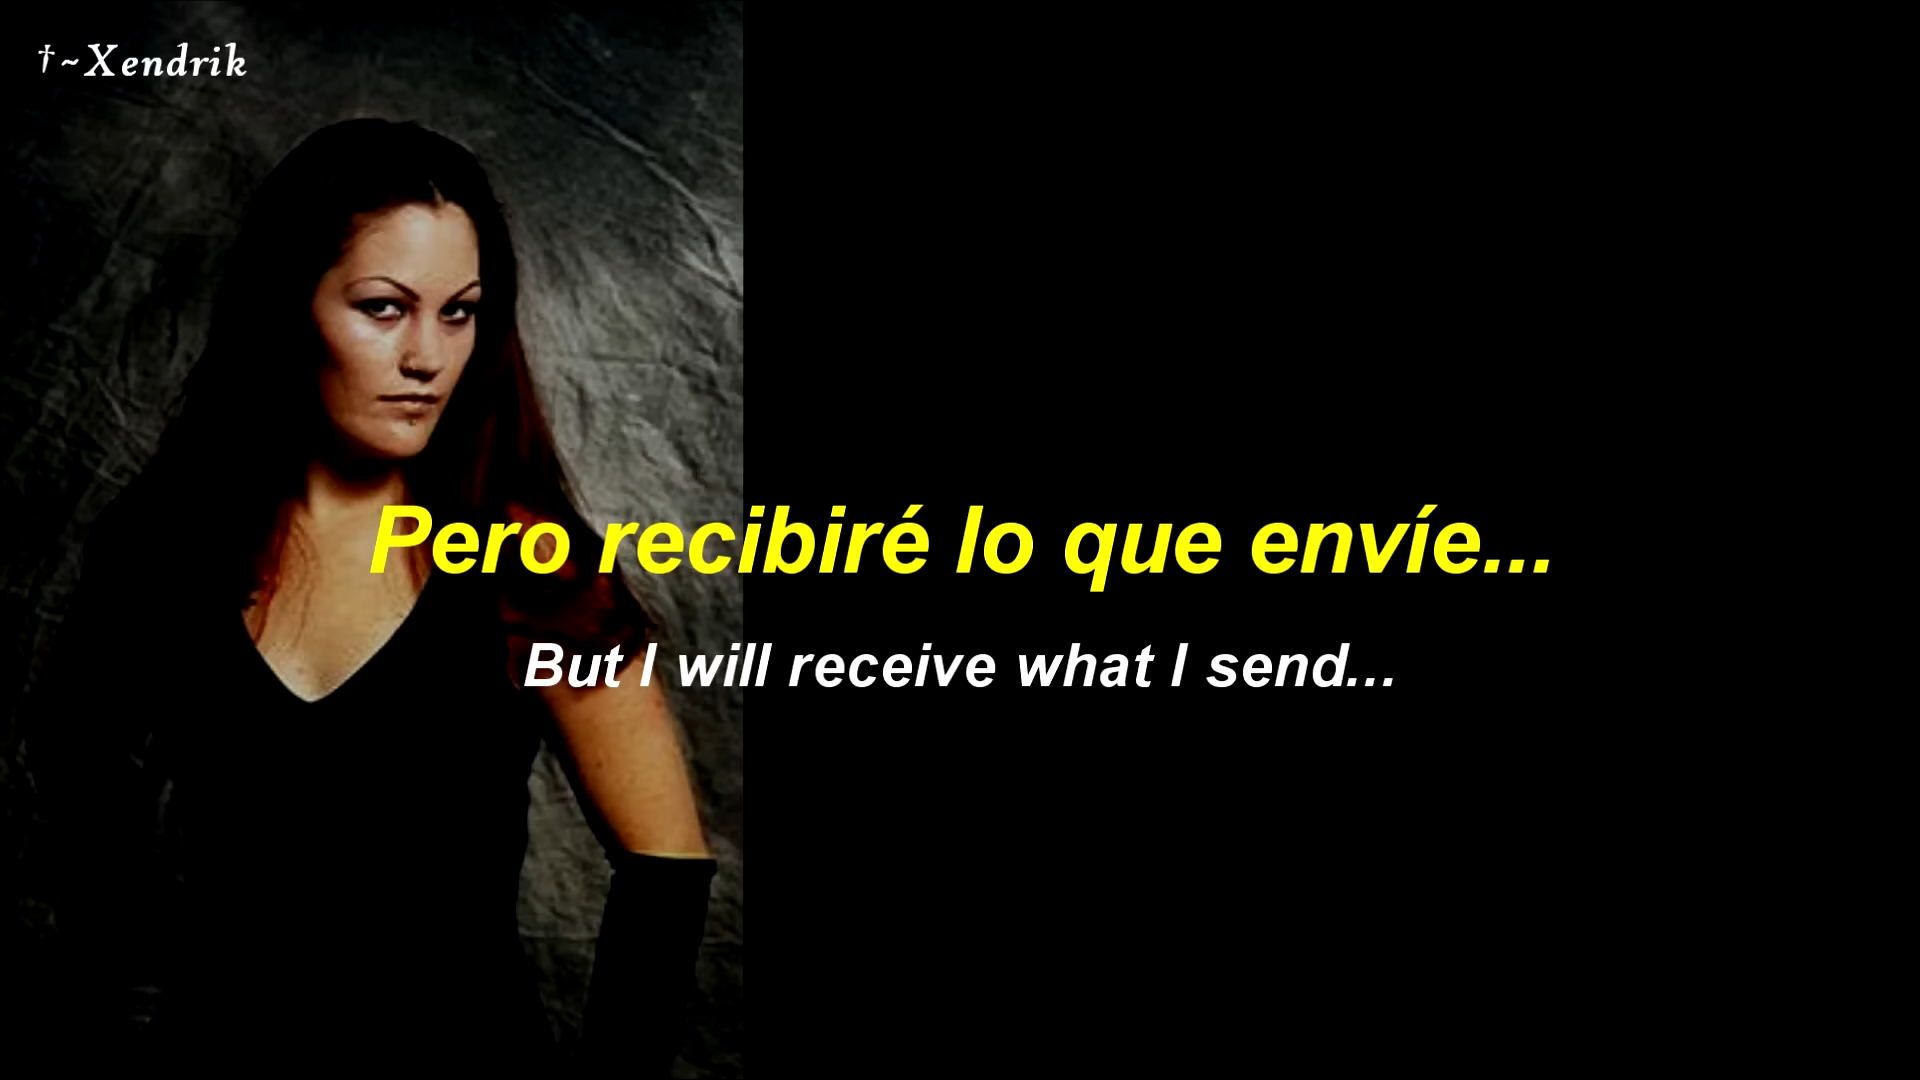 †~Xendrik
Pero recibiré lo que envíe...
But I will receive what I send...